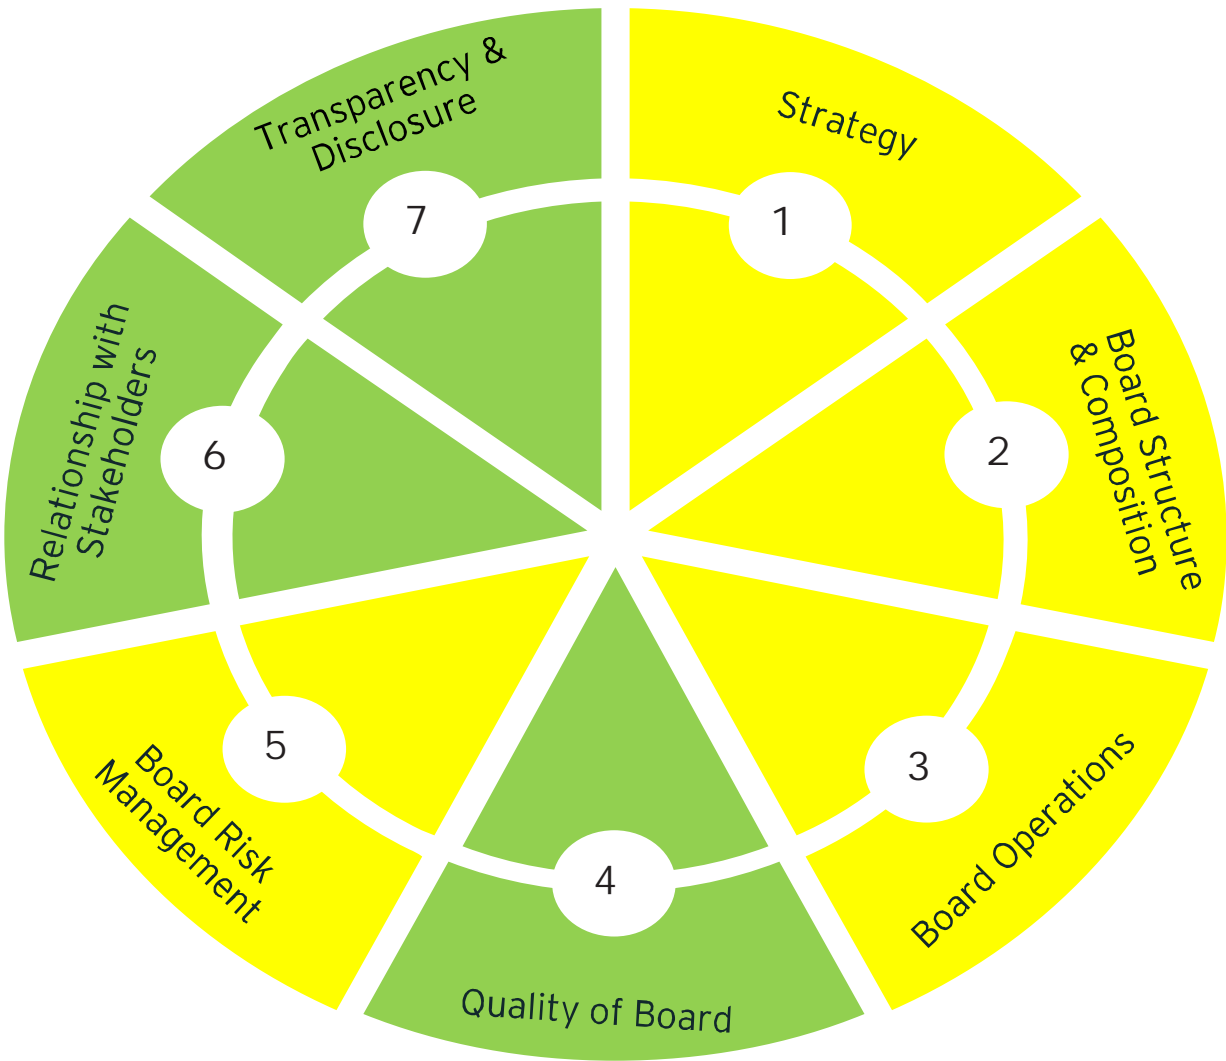 1
Strategy
2
Board Structure
& Composition
3
Board Operations
4
Quality of Board
5
Board Risk
Management
6
Relationship with
Stakeholders
7
Transparency &
Disclosure